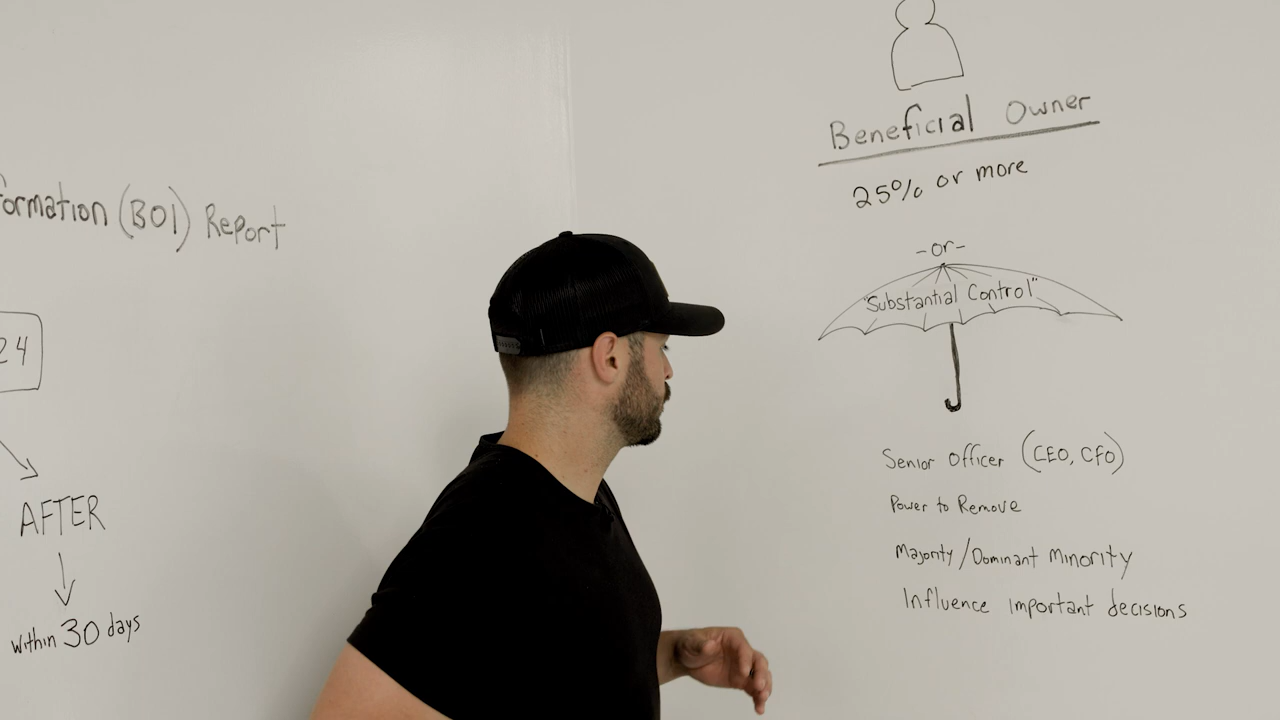 formation (BOI) Report
24
AFTER
within 30 days
Beneficial Owner
25% or more
-or-
"Substantial Control"
Senior Officer (CEO, CFO)
Power to Remove
Majority/Dominant Minority
Influence important decisions